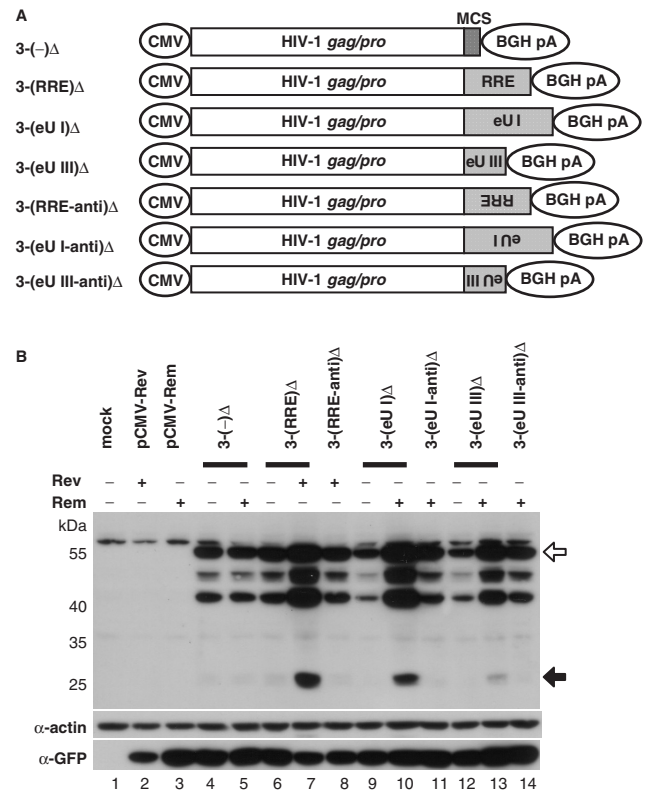 A
MCS
3-(−)Δ CMV HIV-1 gag/pro BGH pA
3-(RRE)Δ CMV HIV-1 gag/pro RRE BGH pA
3-(eU I)Δ CMV HIV-1 gag/pro eU I BGH pA
3-(eU III)Δ CMV HIV-1 gag/pro eU III BGH pA
3-(RRE-anti)Δ CMV HIV-1 gag/pro RRE BGH pA
3-(eU I-anti)Δ CMV HIV-1 gag/pro eU I BGH pA
3-(eU III-anti)Δ CMV HIV-1 gag/pro eU III BGH pA
B
mock pCMV-Rev pCMV-Rem 3-(−)Δ 3-(RRE)Δ 3-(RRE-anti)Δ 3-(eU I)Δ 3-(eU I-anti)Δ 3-(eU III)Δ 3-(eU III-anti)Δ
Rev − + − − − + + − − − −
Rem − + − + − − − + + − + +
kDa
55
40
35
25
α-actin
α-GFP
1 2 3 4 5 6 7 8 9 10 11 12 13 14